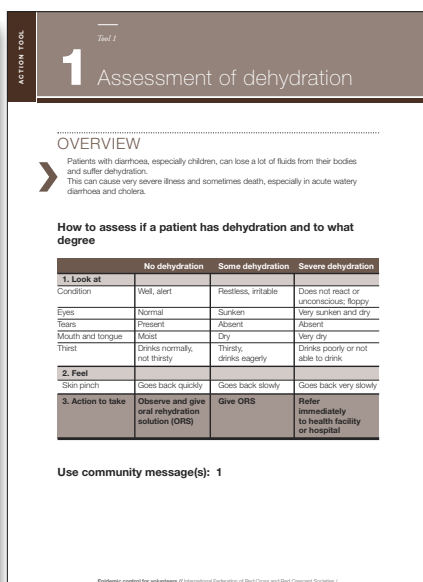 ACTION TOOL
Tool 1
1 Assessment of dehydration
OVERVIEW
Patients with diarrhoea, especially children, can lose a lot of fluids from their bodies
and suffer dehydration.
This can cause very severe illness and sometimes death, especially in acute watery
diarrhoea and cholera.
How to assess if a patient has dehydration and to what
degree
No dehydration Some dehydration Severe dehydration
1. Look at
Condition Well, alert Restless, irritable Does not react or
unconscious; floppy
Eyes Normal Sunken Very sunken and dry
Tears Present Absent Absent
Mouth and tongue Moist Dry Very dry
Thirst Drinks normally, Thirsty, Drinks poorly or not
not thirsty drinks eagerly able to drink
2. Feel
Skin pinch Goes back quickly Goes back slowly Goes back very slowly
3. Action to take Observe and give Give ORS Refer
oral rehydration immediately
solution (ORS) to health facility
or hospital
Use community message(s): 1
Epidemic control for volunteers // International Federation of Red Cross and Red Crescent Societies /